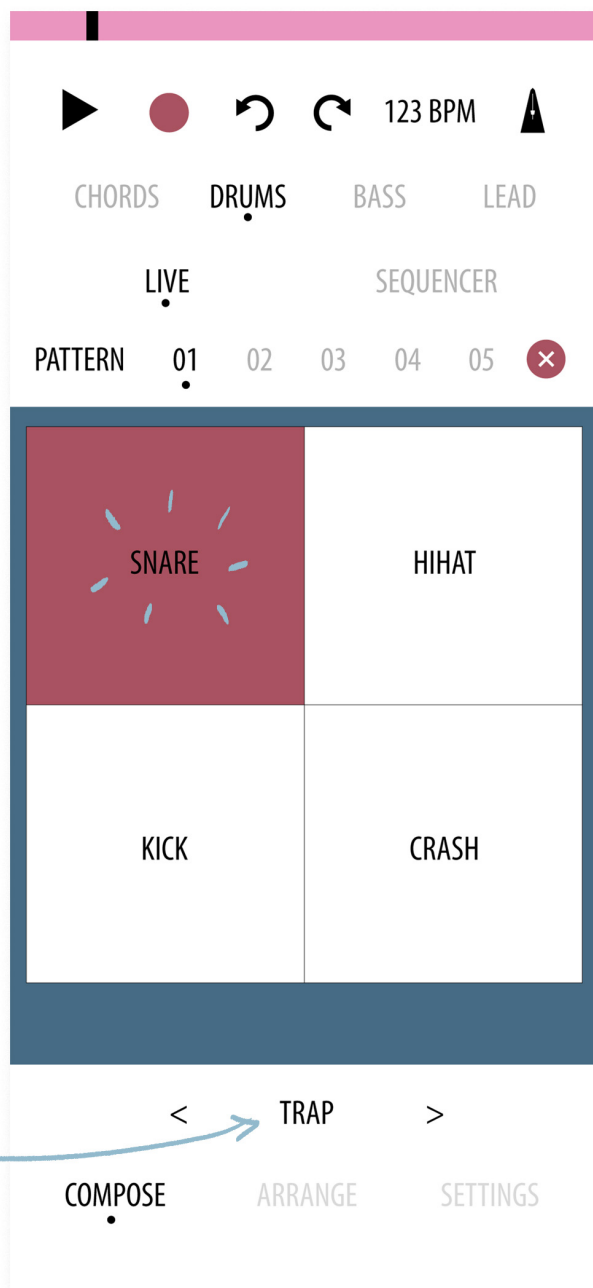 123 BPM
CHORDS DRUMS BASS LEAD
LIVE SEQUENCER
PATTERN 01 02 03 04 05
SNARE HIHAT
KICK CRASH
< TRAP >
COMPOSE ARRANGE SETTINGS